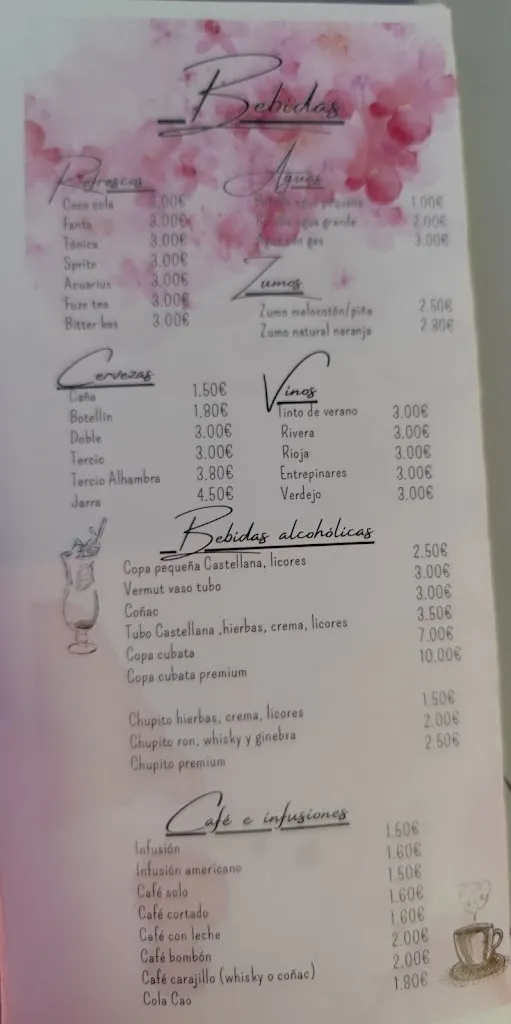 Bebidas
Refrescos
Coca cola 3.00€
Fanta 3.00€
Tónica 3.00€
Sprite 3.00€
Acuarius 3.00€
Fuze tea 3.00€
Bitter kas 3.00€
Aguas
agua pequeña 1.00€
agua grande 2.00€
gas 3.00€
Zumos
Zumo melocotón/piña 2.50€
Zumo natural naranja 2.80€
Cervezas
Caña 1.50€
Botellín 1.80€
Doble 3.00€
Tercio 3.00€
Tercio Alhambra 3.80€
Jarra 4.50€
Vinos
Tinto de verano 3.00€
Rivera 3.00€
Rioja 3.00€
Entrepinares 3.00€
Verdejo 3.00€
Bebidas alcohólicas
Copa pequeña Castellana, licores 2.50€
Vermut vaso tubo 3.00€
Coñac 3.00€
Tubo Castellana ,hierbas, crema, licores 3.50€
Copa cubata 7.00€
Copa cubata premium 10.00€
Chupito hierbas, crema, licores 1.50€
Chupito ron, whisky y ginebra 2.00€
Chupito premium 2.50€
Café e infusiones
Infusión 1.50€
Infusión americano 1.60€
Café solo 1.50€
Café cortado 1.60€
Café con leche 1.60€
Café bombón 2.00€
Café carajillo (whisky o coñac) 2.00€
Cola Cao 1.80€